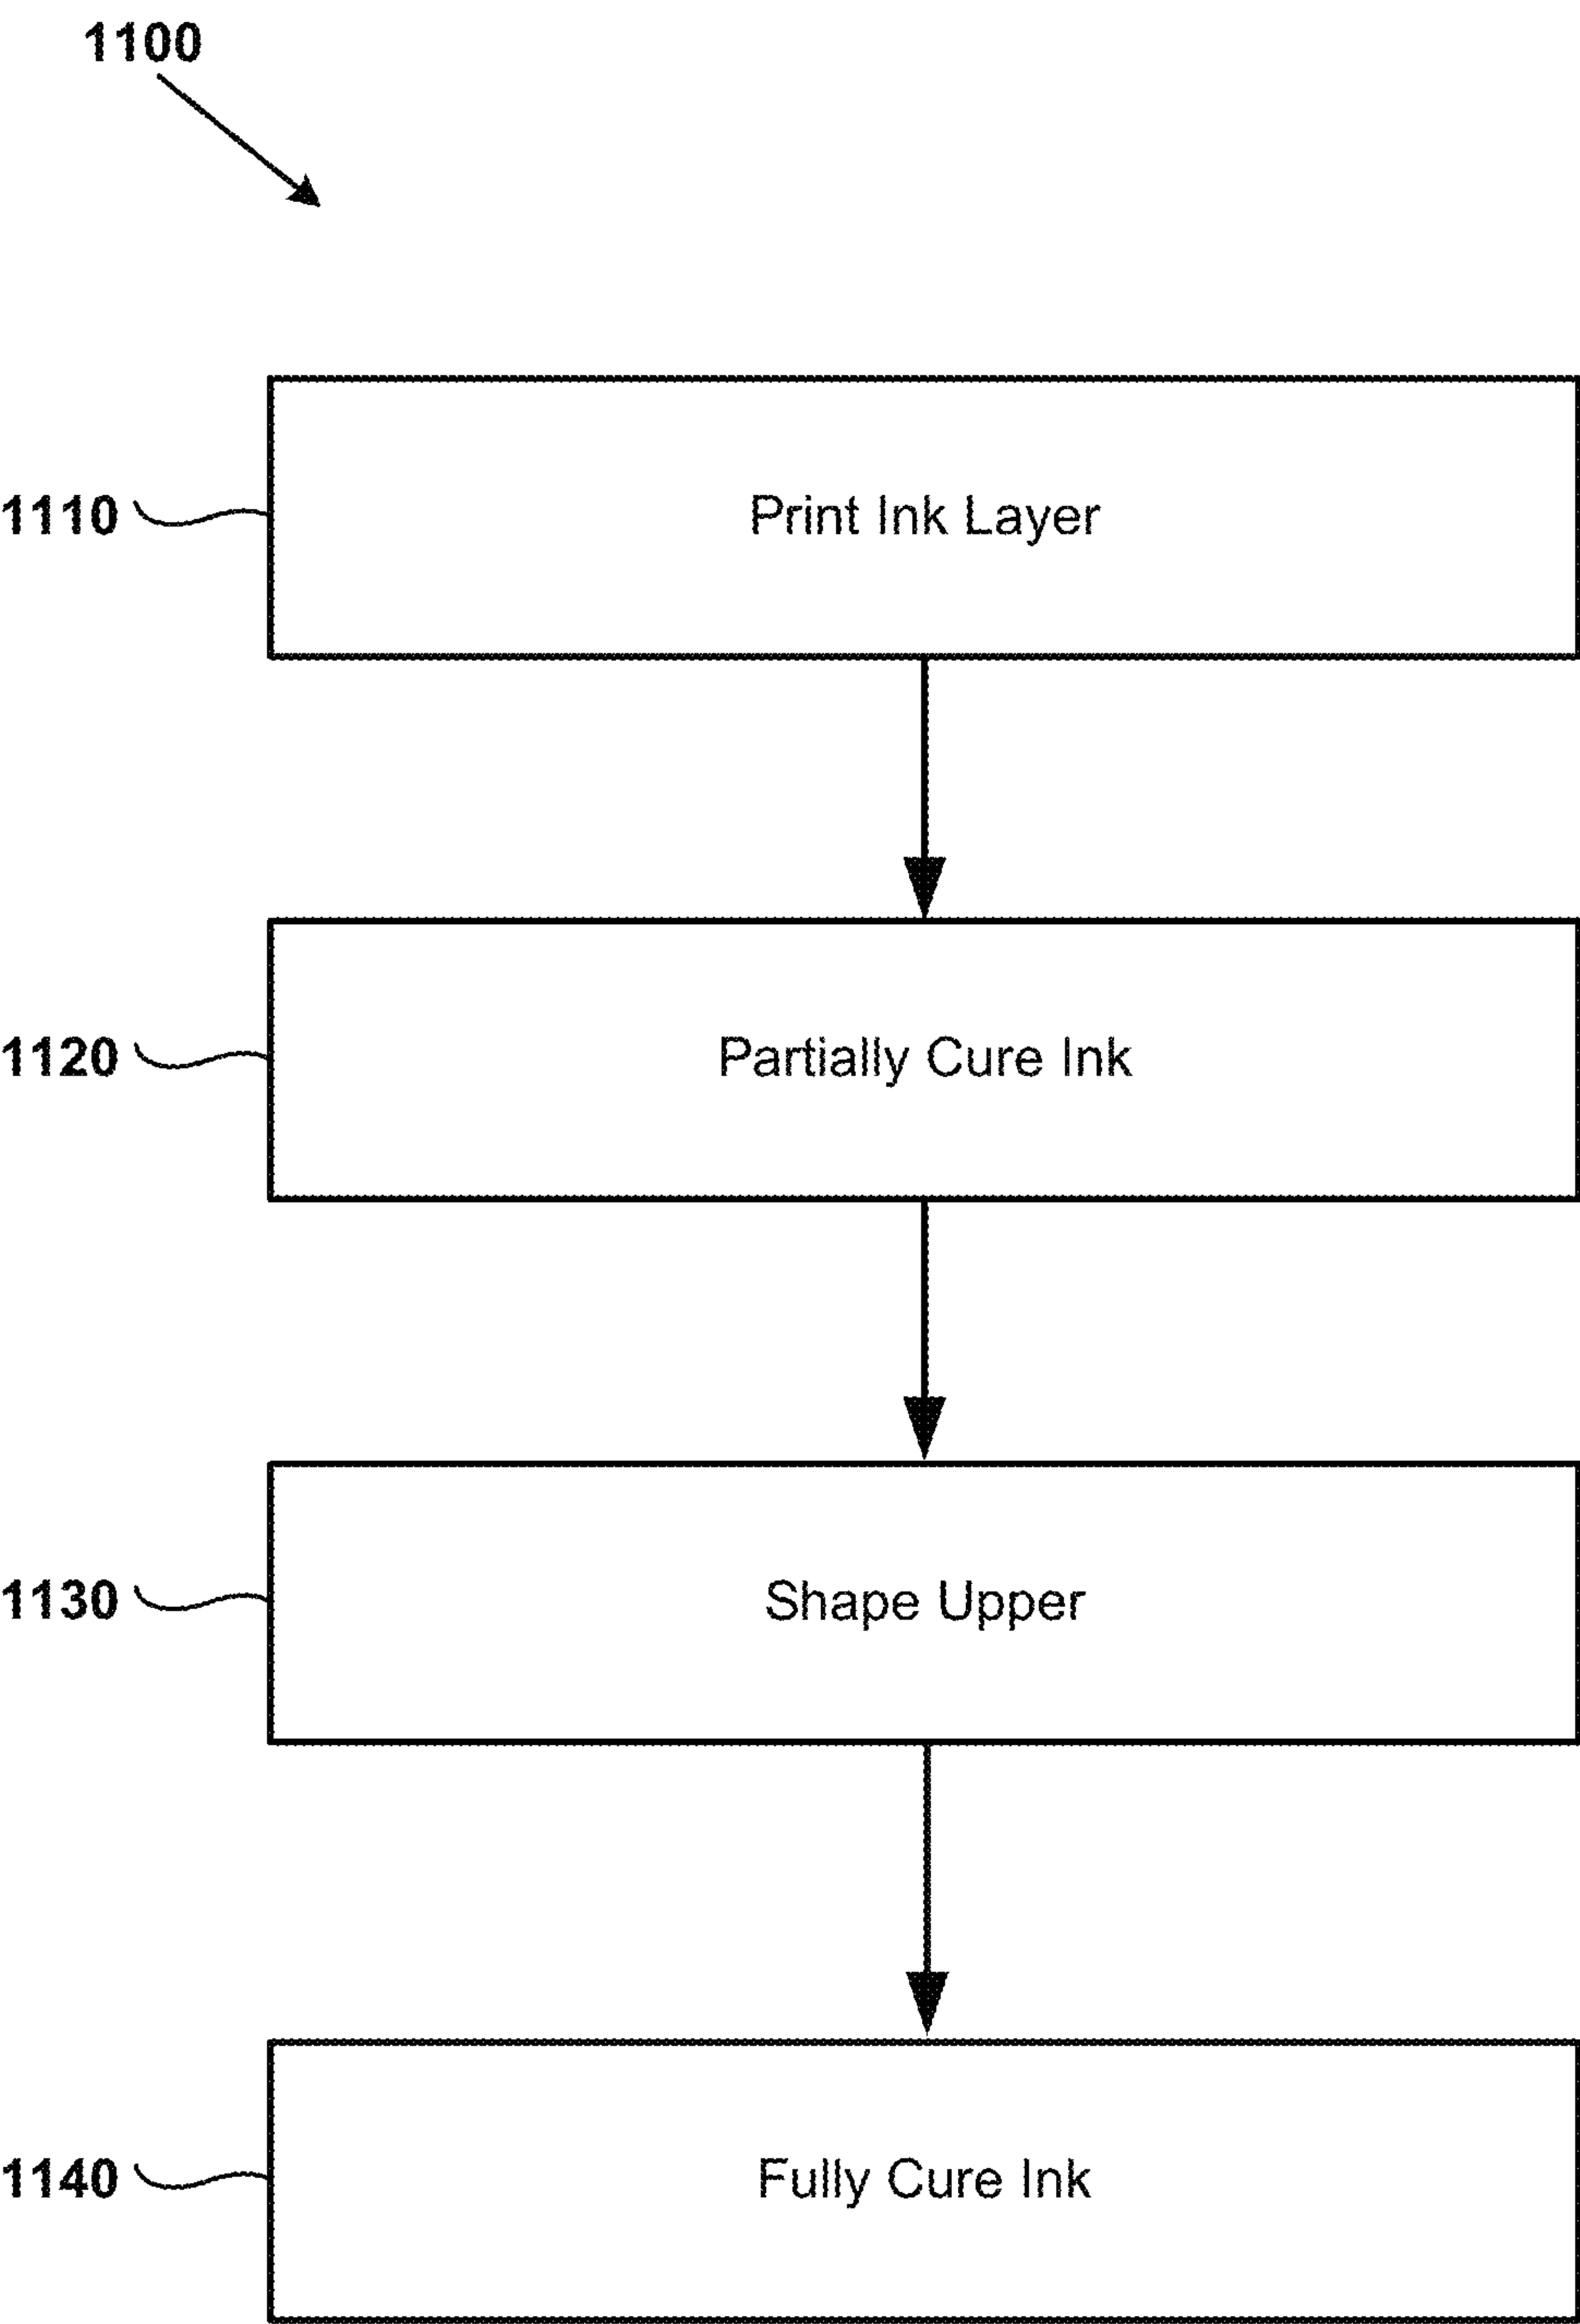 1100
1110 Print Ink Layer
1120 Partially Cure Ink
1130 Shape Upper
1140 Fully Cure Ink